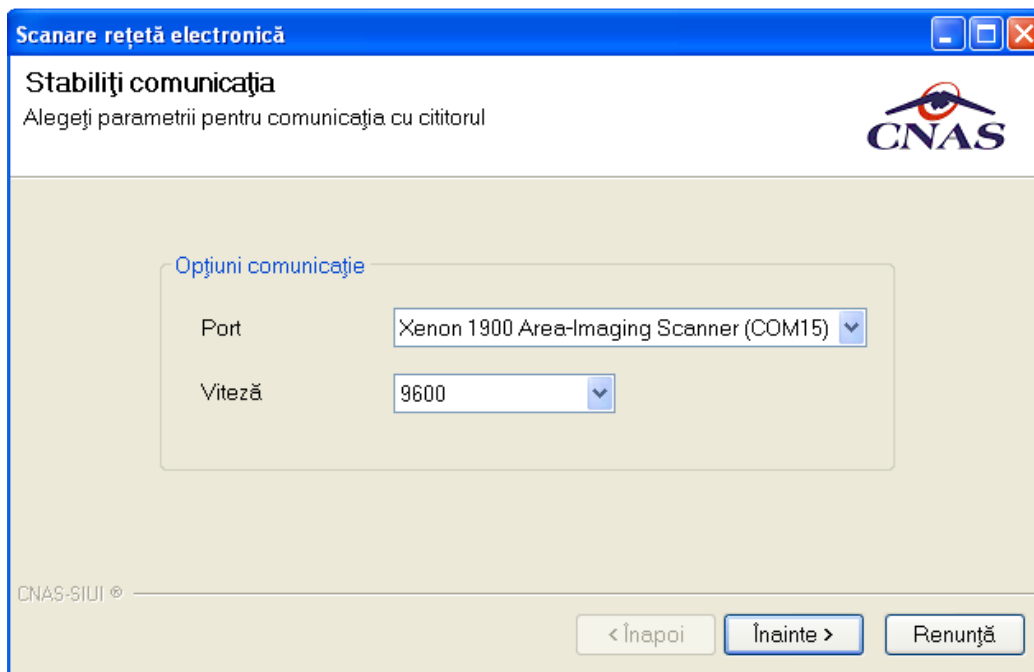 Scanare rețetă electronică
Stabiliţi comunicaţia
Alegeţi parametrii pentru comunicaţia cu cititorul
CNAS
Opţiuni comunicaţie
Port
Xenon 1900 Area-Imaging Scanner (COM15)
Viteză
9600
CNAS-SIUI ®
< Înapoi
Înainte >
Renunţă